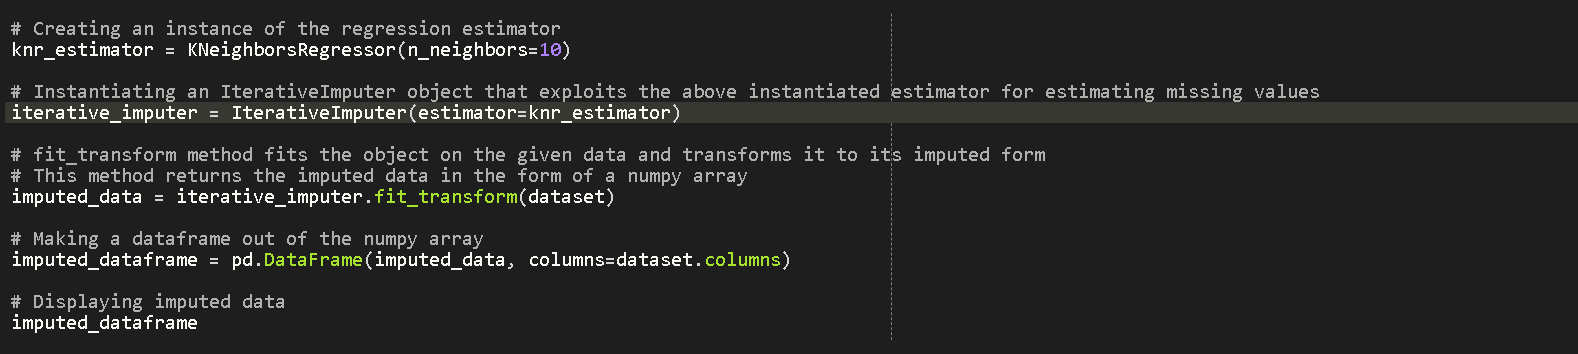 # Creating an instance of the regression estimator
knr_estimator = KNeighborsRegressor(n_neighbors=10)
# Instantiating an IterativeImputer object that exploits the above instantiated estimator for estimating missing values
iterative_imputer = IterativeImputer(estimator=knr_estimator)
# fit_transform method fits the object on the given data and transforms it to its imputed form
# This method returns the imputed data in the form of a numpy array
imputed_data = iterative_imputer.fit_transform(dataset)
# Making a dataframe out of the numpy array
imputed_dataframe = pd.DataFrame(imputed_data, columns=dataset.columns)
# Displaying imputed data
imputed_dataframe